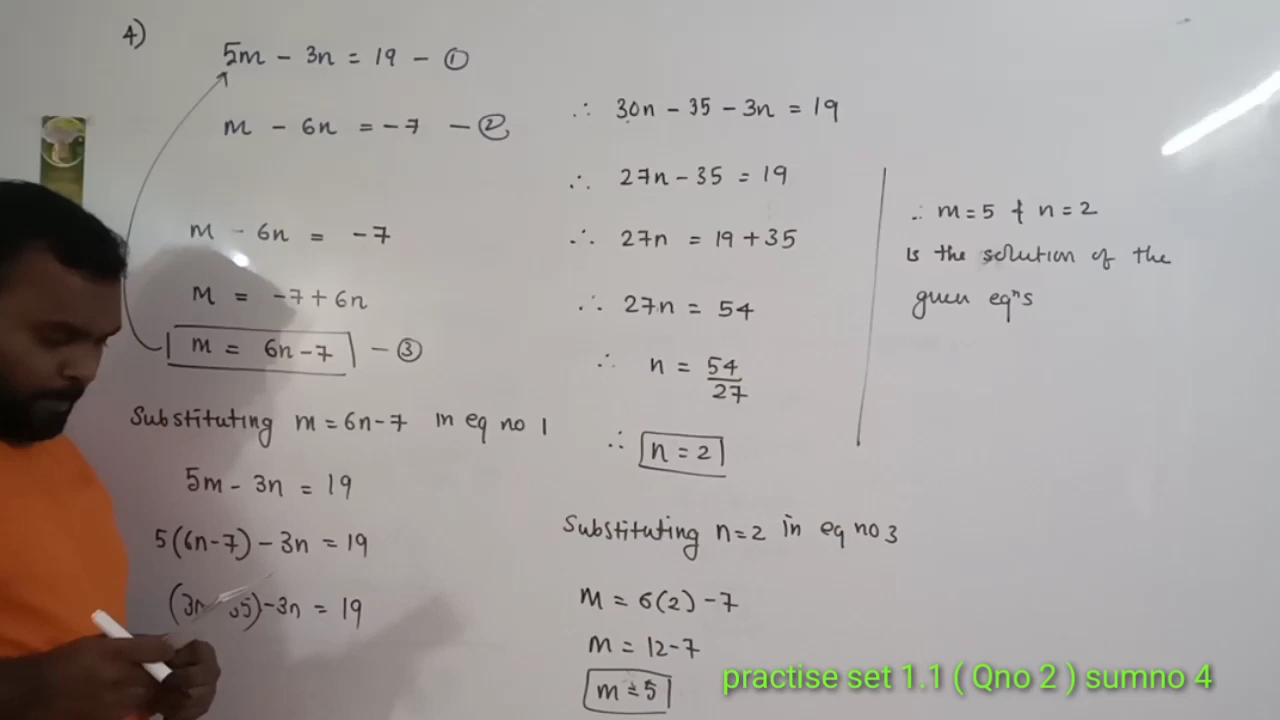 4)
5m - 3n = 19 - ①
m - 6n = -7 - ②
m - 6n = -7
m = -7+6n
m = 6n-7 - ③
Substituting m=6n-7 in eq no 1
5m - 3n = 19
5(6n-7) - 3n = 19
-3n = 19
∴ 30n - 35 - 3n = 19
∴ 27n - 35 = 19
∴ 27n = 19+35
∴ 27n = 54
∴ n = 54/27
∴ n = 2
Substituting n=2 in eq no 3
m = 6(2) -7
m = 12-7
m = 5
∴ m=5 & n=2
is the solution of the
given eqⁿs
practise set 1.1 ( Qno 2 ) sumno 4